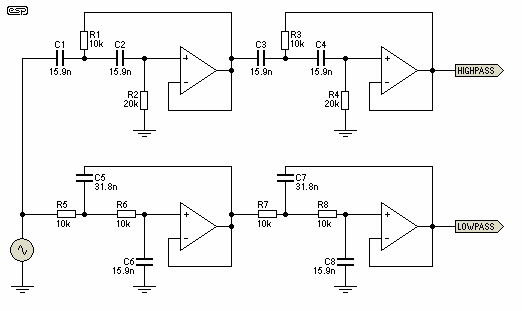 esp
R1
10k
R3
10k
C1
15.9n
C2
15.9n
C3
15.9n
C4
15.9n
R2
20k
R4
20k
+
-
+
-
HIGHPASS
C5
31.8n
C7
31.8n
R5
10k
R6
10k
R7
10k
R8
10k
C6
15.9n
C8
15.9n
+
-
+
-
LOWPASS